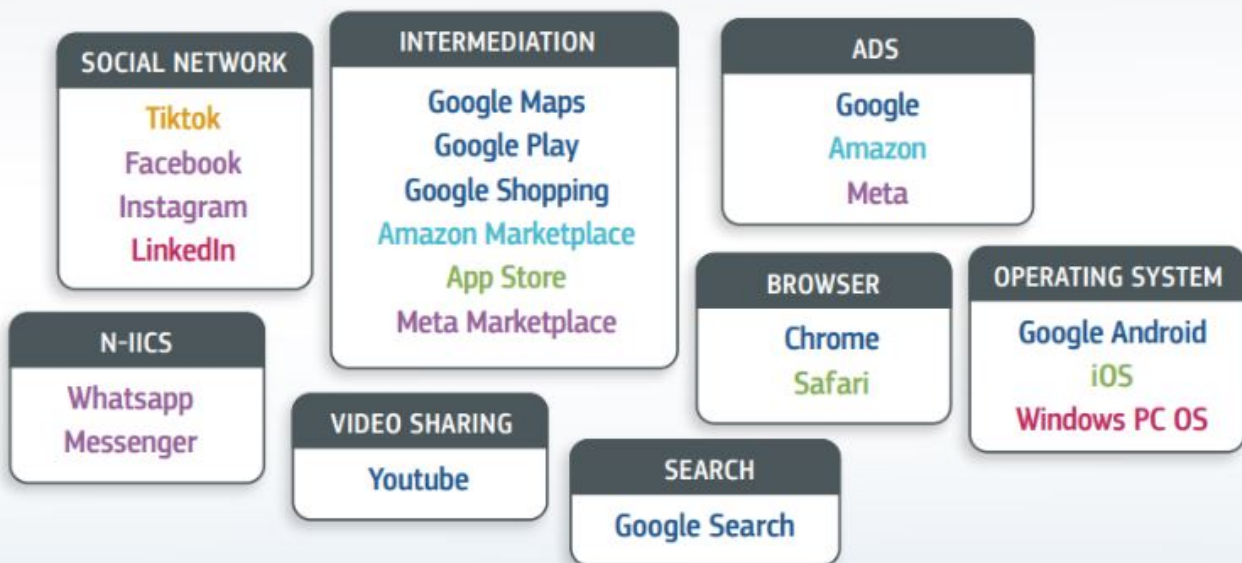 SOCIAL NETWORK
Tiktok
Facebook
Instagram
LinkedIn
INTERMEDIATION
Google Maps
Google Play
Google Shopping
Amazon Marketplace
App Store
Meta Marketplace
ADS
Google
Amazon
Meta
N-IICS
Whatsapp
Messenger
VIDEO SHARING
Youtube
SEARCH
Google Search
BROWSER
Chrome
Safari
OPERATING SYSTEM
Google Android
iOS
Windows PC OS